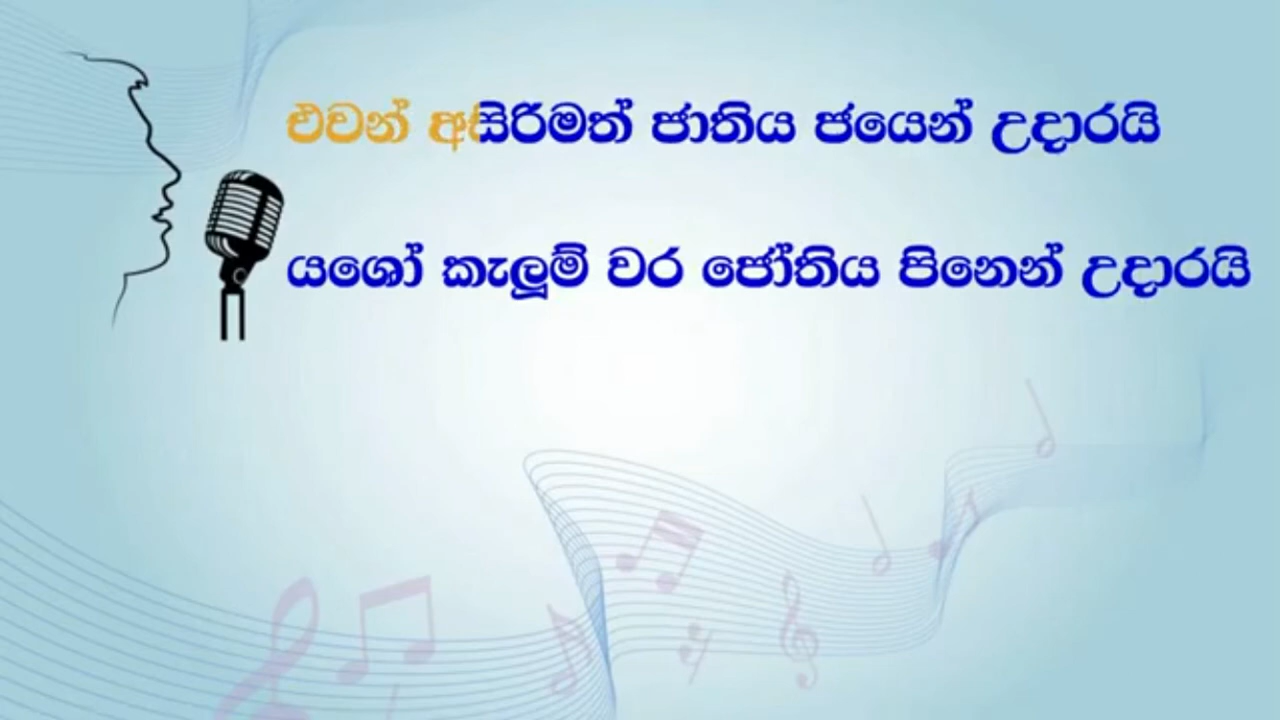 එවන් අසිරිමත් ජාතිය ජයෙන් උදාරයි
යශෝ කැලූම් වර ජෝතිය පිනෙන් උදාරයි